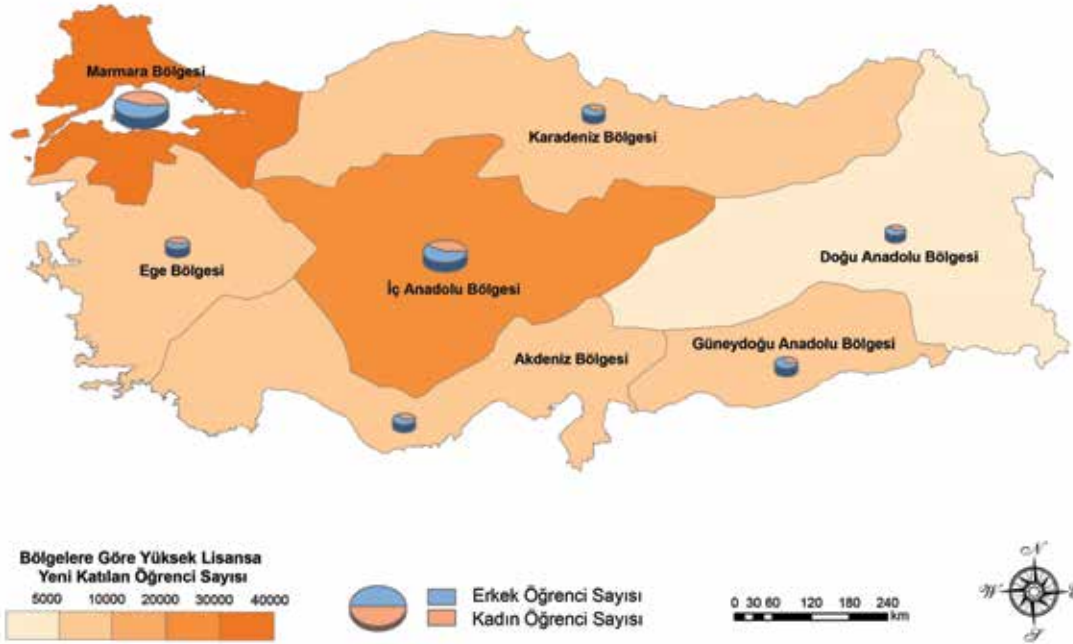 Marmara Bölgesi
Karadeniz Bölgesi
Ege Bölgesi
İç Anadolu Bölgesi
Doğu Anadolu Bölgesi
Akdeniz Bölgesi
Güneydoğu Anadolu Bölgesi
Bölgelere Göre Yüksek Lisansa
Yeni Katılan Öğrenci Sayısı
5000 10000 20000 30000 40000
Erkek Öğrenci Sayısı
Kadın Öğrenci Sayısı
0 30 60 120 180 240
km
N
W